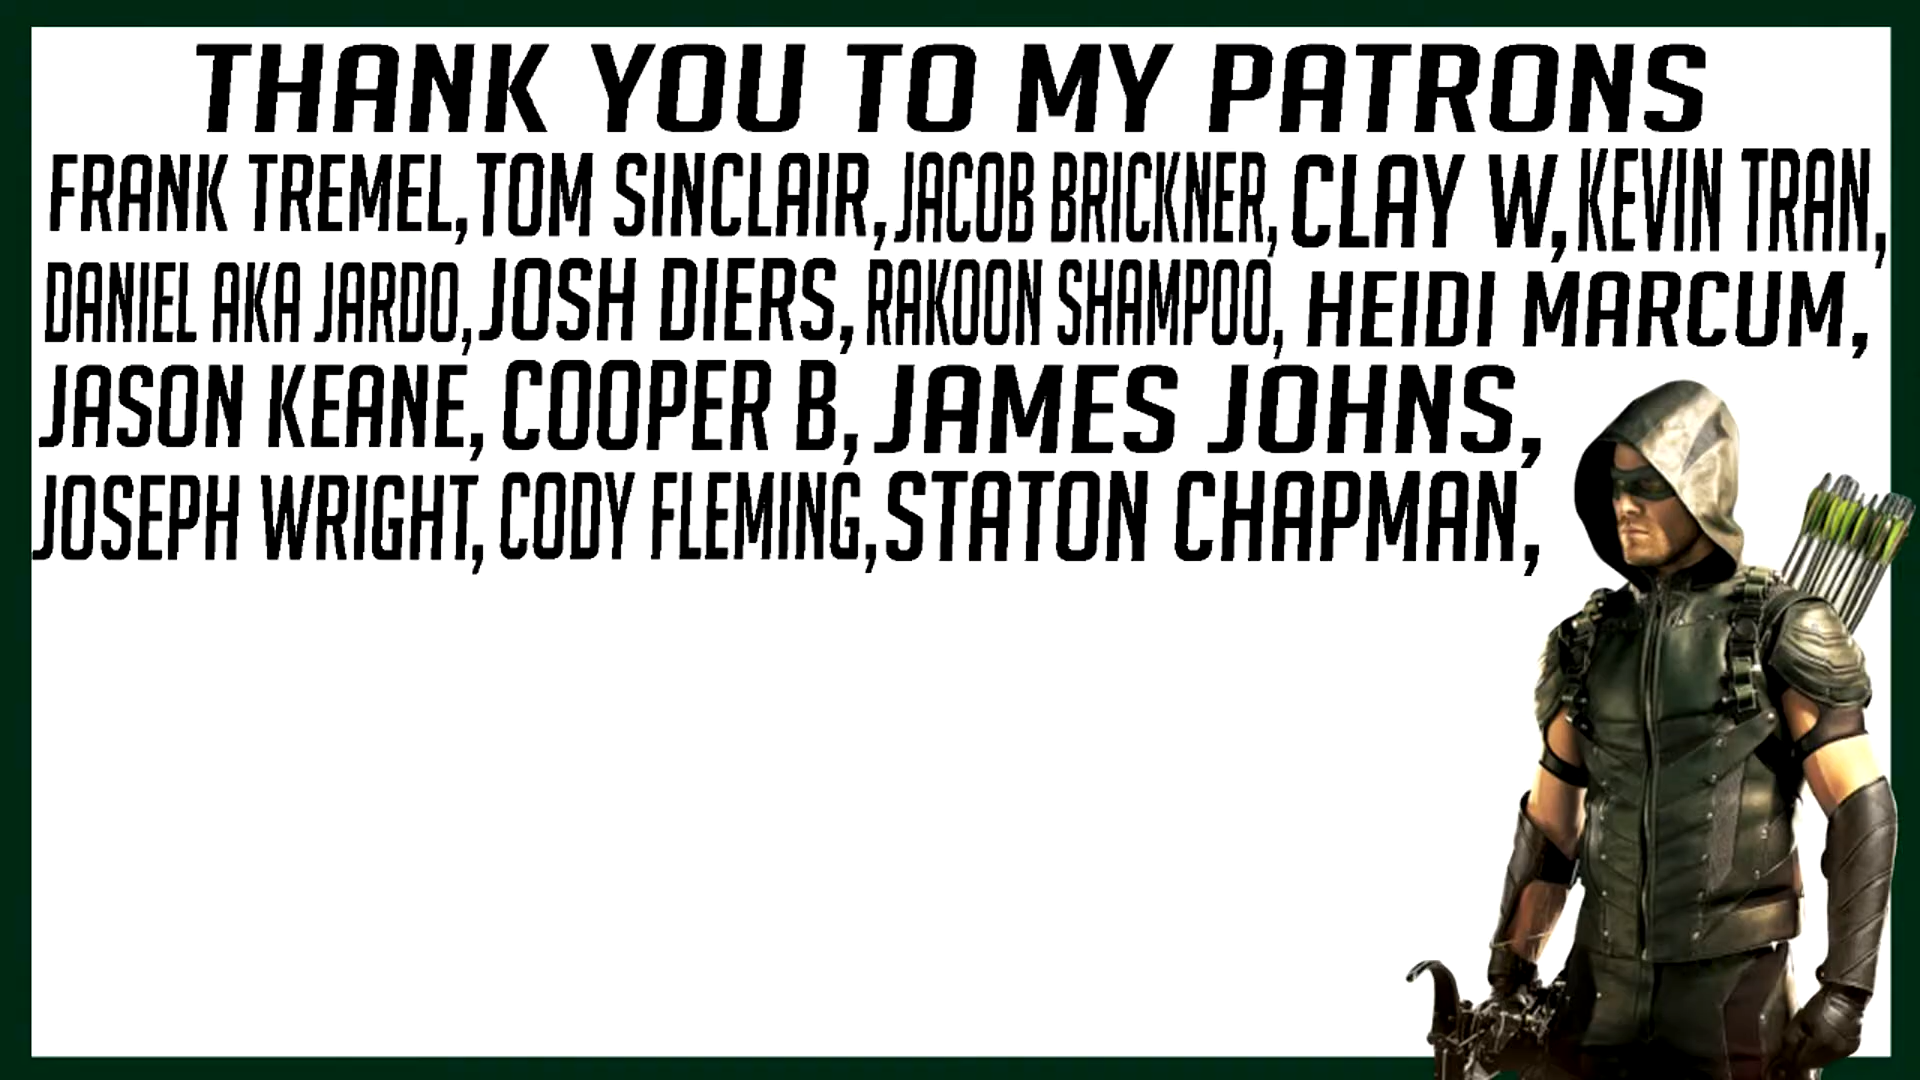 THANK YOU TO MY PATRONS
FRANK TREMEL, TOM SINCLAIR, JACOB BRICKNER, CLAY W, KEVIN TRAN,
DANIEL AKA JARDO, JOSH DIERS, RAKOON SHAMPOO, HEIDI MARCUM,
JASON KEANE, COOPER B, JAMES JOHNS,
JOSEPH WRIGHT, CODY FLEMING, STATON CHAPMAN,